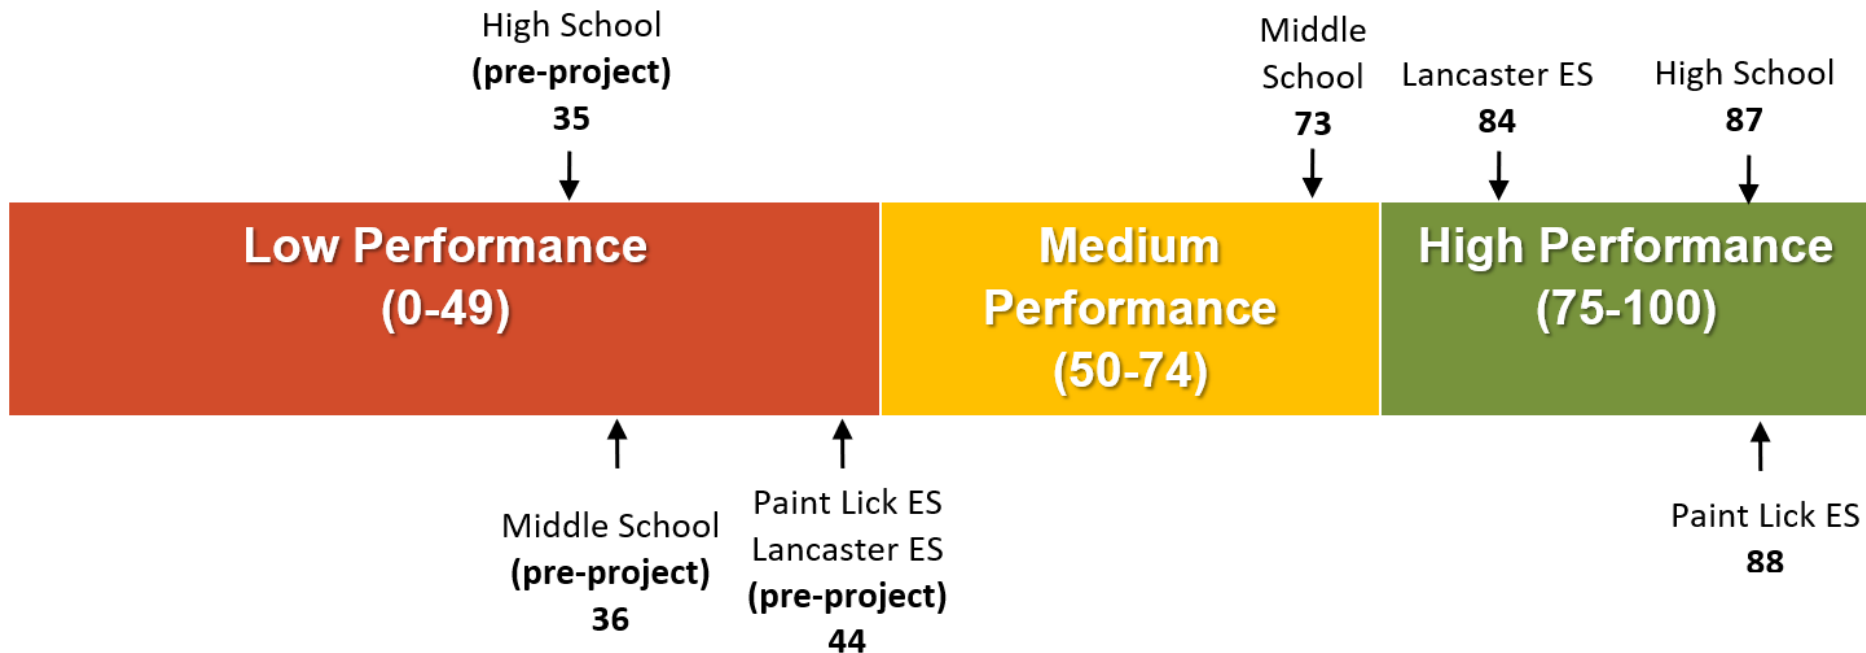 High School
(pre-project)
35
Middle
School
73
Lancaster ES
84
High School
87
Low Performance
(0-49)
Medium
Performance
(50-74)
High Performance
(75-100)
Middle School
(pre-project)
36
Paint Lick ES
Lancaster ES
(pre-project)
44
Paint Lick ES
88